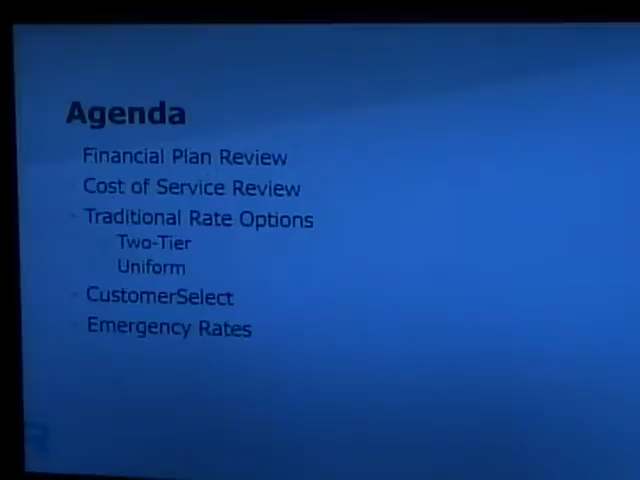 Agenda
Financial Plan Review
Cost of Service Review
Traditional Rate Options
Two-Tier
Uniform
CustomerSelect
Emergency Rates
R